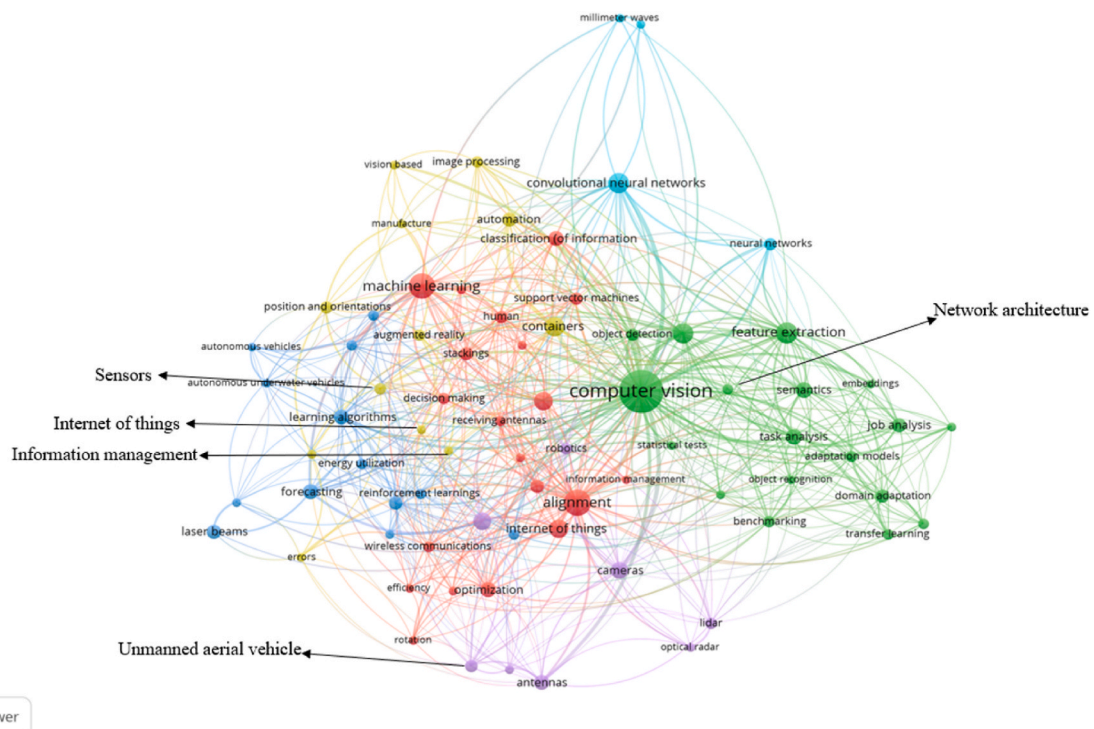 millimeter waves
vision based
image processing
convolutional neural networks
manufacture
automation
classification (of information
neural networks
machine learning
support vector machines
position and orientations
human
containers
Network architecture
augmented reality
object detection
feature extraction
autonomous vehicles
stackings
Sensors
autonomous underwater vehicles
computer vision
semantics
embeddings
decision making
Internet of things
learning algorithms
receiving antennas
job analysis
task analysis
Information management
robotics
statistical tests
adaptation models
energy utilization
information management
object recognition
forecasting
reinforcement learnings
alignment
domain adaptation
laser beams
internet of things
benchmarking
transfer learning
wireless communications
errors
cameras
efficiency
optimization
lidar
rotation
Unmanned aerial vehicle
optical radar
antennas
wer